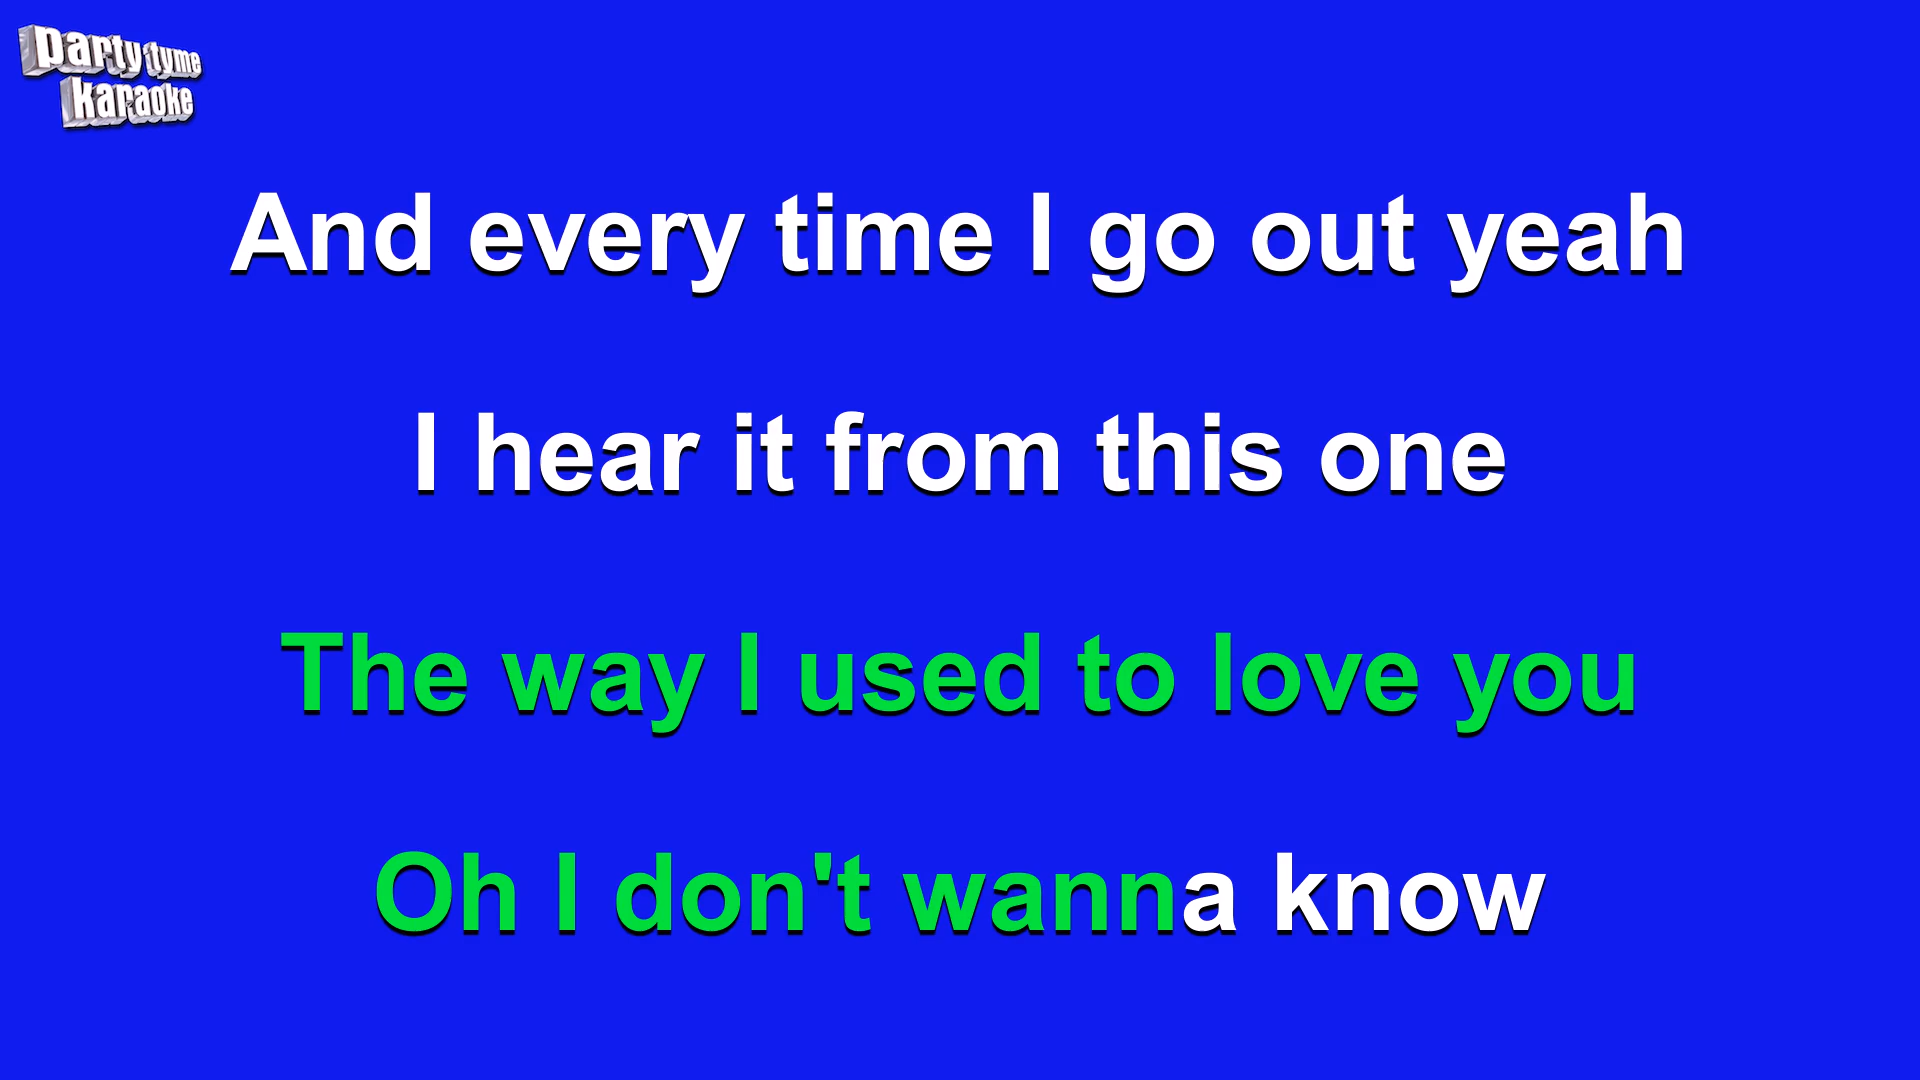 party tyme
karaoke
And every time I go out yeah
I hear it from this one
The way I used to love you
Oh I don't wanna know